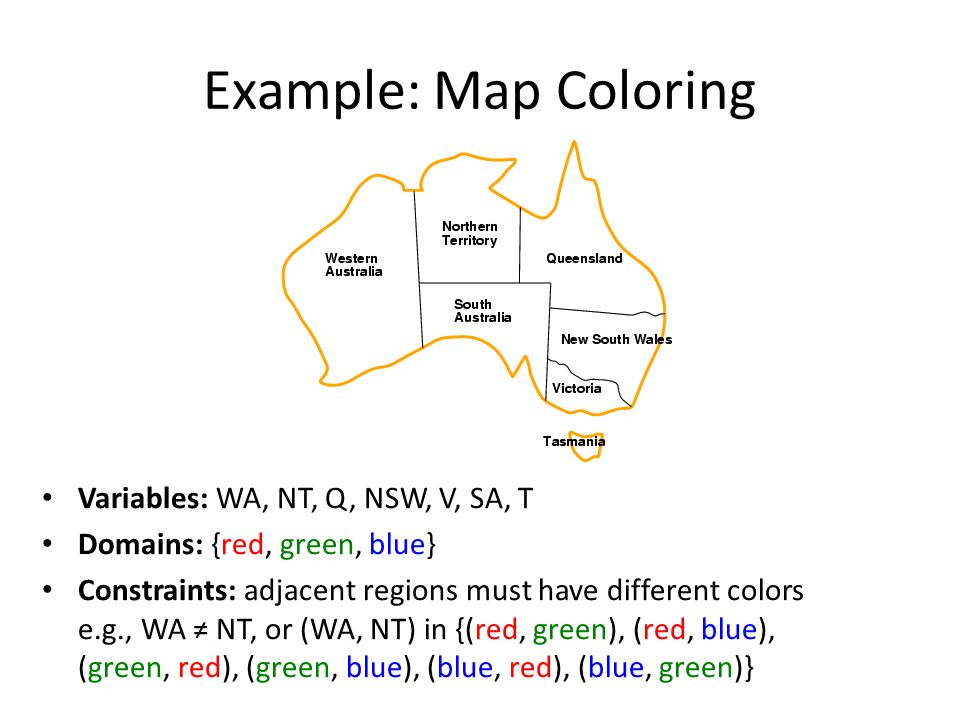 Example: Map Coloring
Northern
Territory
Western
Australia
Queensland
South
Australia
New South Wales
Victoria
Tasmania
• Variables: WA, NT, Q, NSW, V, SA, T
• Domains: {red, green, blue}
• Constraints: adjacent regions must have different colors
e.g., WA ≠ NT, or (WA, NT) in {(red, green), (red, blue),
(green, red), (green, blue), (blue, red), (blue, green)}